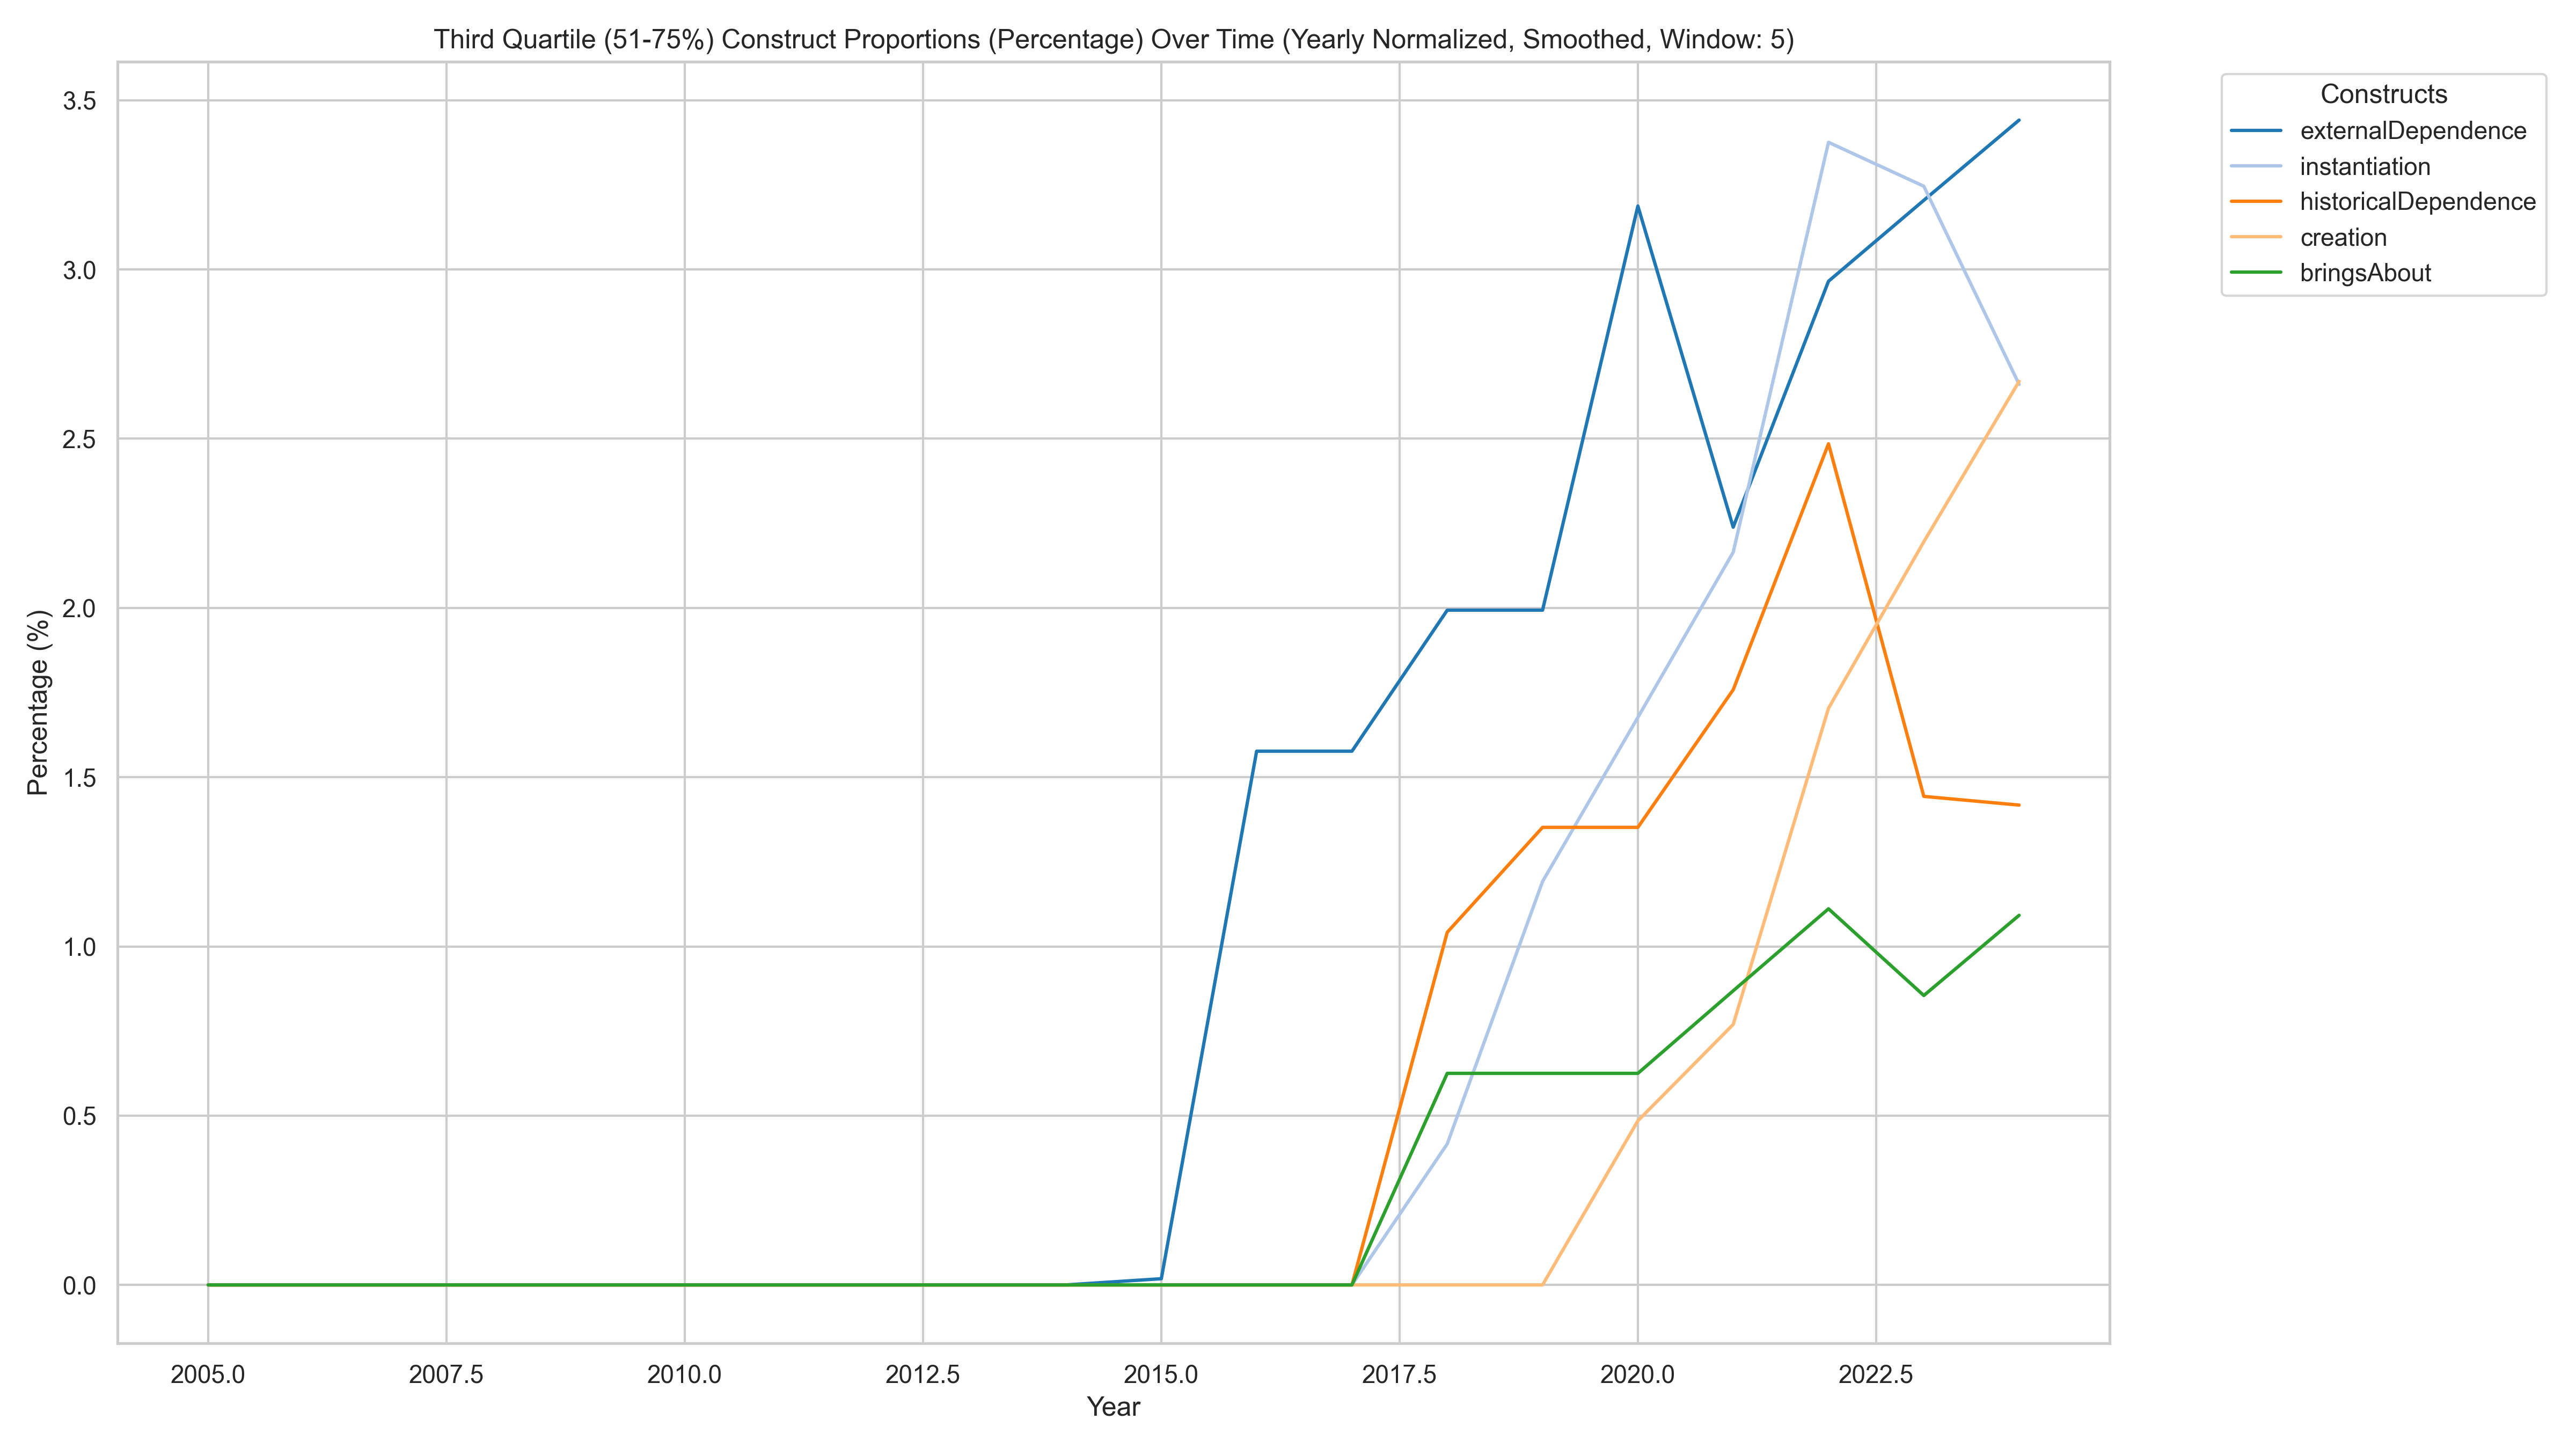 Third Quartile (51-75%) Construct Proportions (Percentage) Over Time (Yearly Normalized, Smoothed, Window: 5)
Percentage (%)
3.5
3.0
2.5
2.0
1.5
1.0
0.5
0.0
2005.0 2007.5 2010.0 2012.5 2015.0 2017.5 2020.0 2022.5
Year
Constructs
externalDependence
instantiation
historicalDependence
creation
bringsAbout